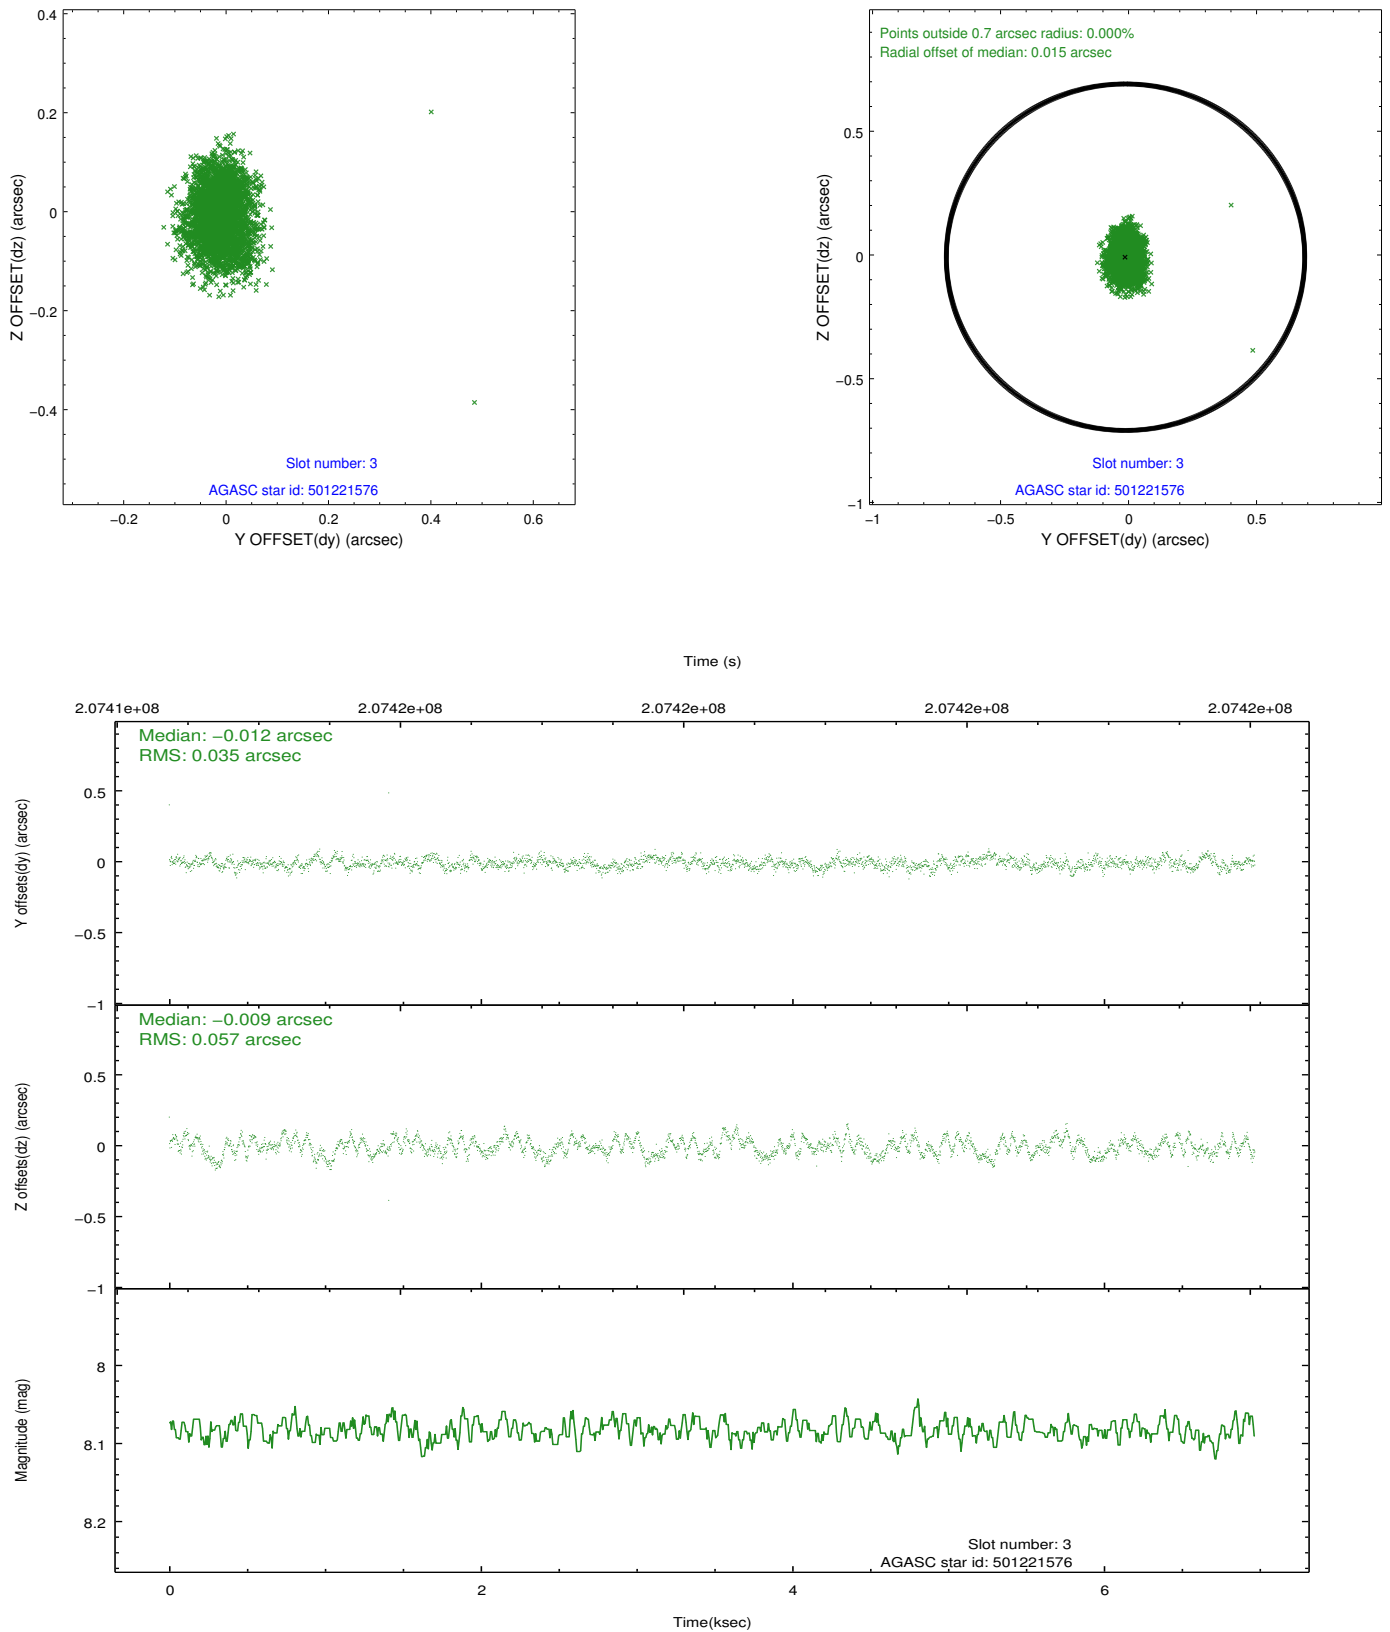 0.4
0.2
0
−0.2
−0.4
Z OFFSET(dz) (arcsec)
Slot number: 3
AGASC star id: 501221576
−0.2 0 0.2 0.4 0.6
Y OFFSET(dy) (arcsec)
Points outside 0.7 arcsec radius: 0.000%
Radial offset of median: 0.015 arcsec
0.5
0
−0.5
−1
Z OFFSET(dz) (arcsec)
Slot number: 3
AGASC star id: 501221576
−1 −0.5 0 0.5
Y OFFSET(dy) (arcsec)
Time (s)
2.0741e+08 2.0742e+08 2.0742e+08 2.0742e+08 2.0742e+08
Median: −0.012 arcsec
RMS: 0.035 arcsec
0.5
0
−0.5
−1
Y offsets(dy) (arcsec)
Median: −0.009 arcsec
RMS: 0.057 arcsec
0.5
0
−0.5
−1
Z offsets(dz) (arcsec)
8
8.1
8.2
Magnitude (mag)
Slot number: 3
AGASC star id: 501221576
0 2 4 6
Time(ksec)